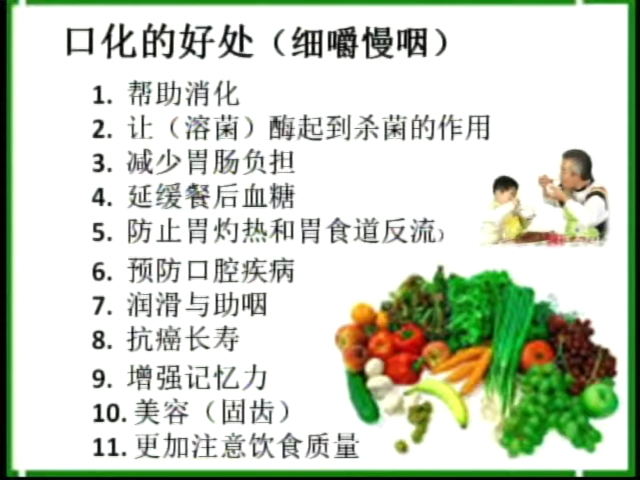 口化的好处（细嚼慢咽）
1. 帮助消化
2. 让（溶菌）酶起到杀菌的作用
3. 减少胃肠负担
4. 延缓餐后血糖
5. 防止胃灼热和胃食道反流）
6. 预防口腔疾病
7. 润滑与助咽
8. 抗癌长寿
9. 增强记忆力
10. 美容（固齿）
11. 更加注意饮食质量